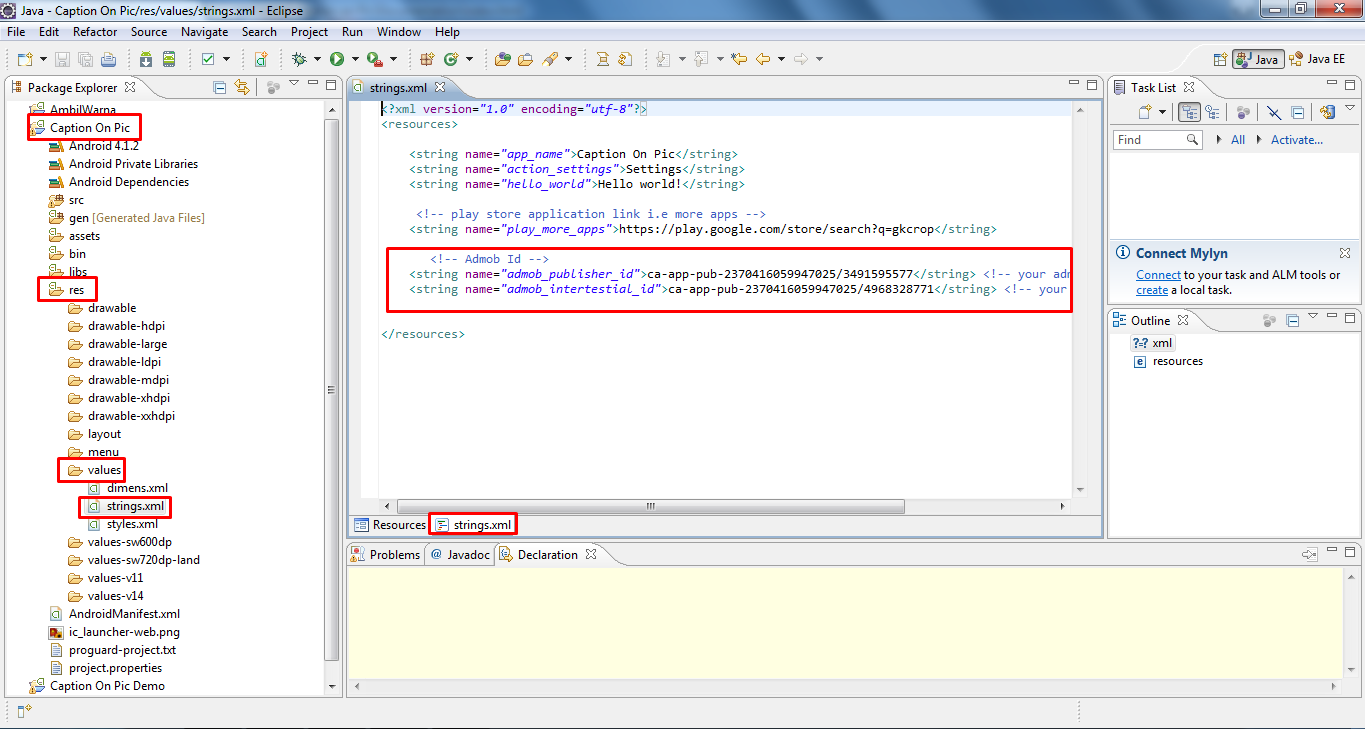 Java - Caption On Pic/res/values/strings.xml - Eclipse
File Edit Refactor Source Navigate Search Project Run Window Help
Java Java EE
Package Explorer
AmbilWarna
Caption On Pic
Android 4.1.2
Android Private Libraries
Android Dependencies
src
gen [Generated Java Files]
assets
bin
libs
res
drawable
drawable-hdpi
drawable-large
drawable-ldpi
drawable-mdpi
drawable-xhdpi
drawable-xxhdpi
layout
menu
values
dimens.xml
strings.xml
styles.xml
values-sw600dp
values-sw720dp-land
values-v11
values-v14
AndroidManifest.xml
ic_launcher-web.png
proguard-project.txt
project.properties
Caption On Pic Demo
strings.xml
<?xml version="1.0" encoding="utf-8"?>
<resources>
<string name="app_name">Caption On Pic</string>
<string name="action_settings">Settings</string>
<string name="hello_world">Hello world!</string>
<!-- play store application link i.e more apps -->
<string name="play_more_apps">https://play.google.com/store/search?q=gkcrop</string>
<!-- Admob Id -->
<string name="admob_publisher_id">ca-app-pub-2370416059947025/3491595577</string> <!-- your adm
<string name="admob_intertestial_id">ca-app-pub-2370416059947025/4968328771</string> <!-- your
</resources>
Resources strings.xml
Problems @ Javadoc Declaration
Task List
Find All Activate...
Connect Mylyn
Connect to your task and ALM tools or
create a local task.
Outline
?=? xml
e resources